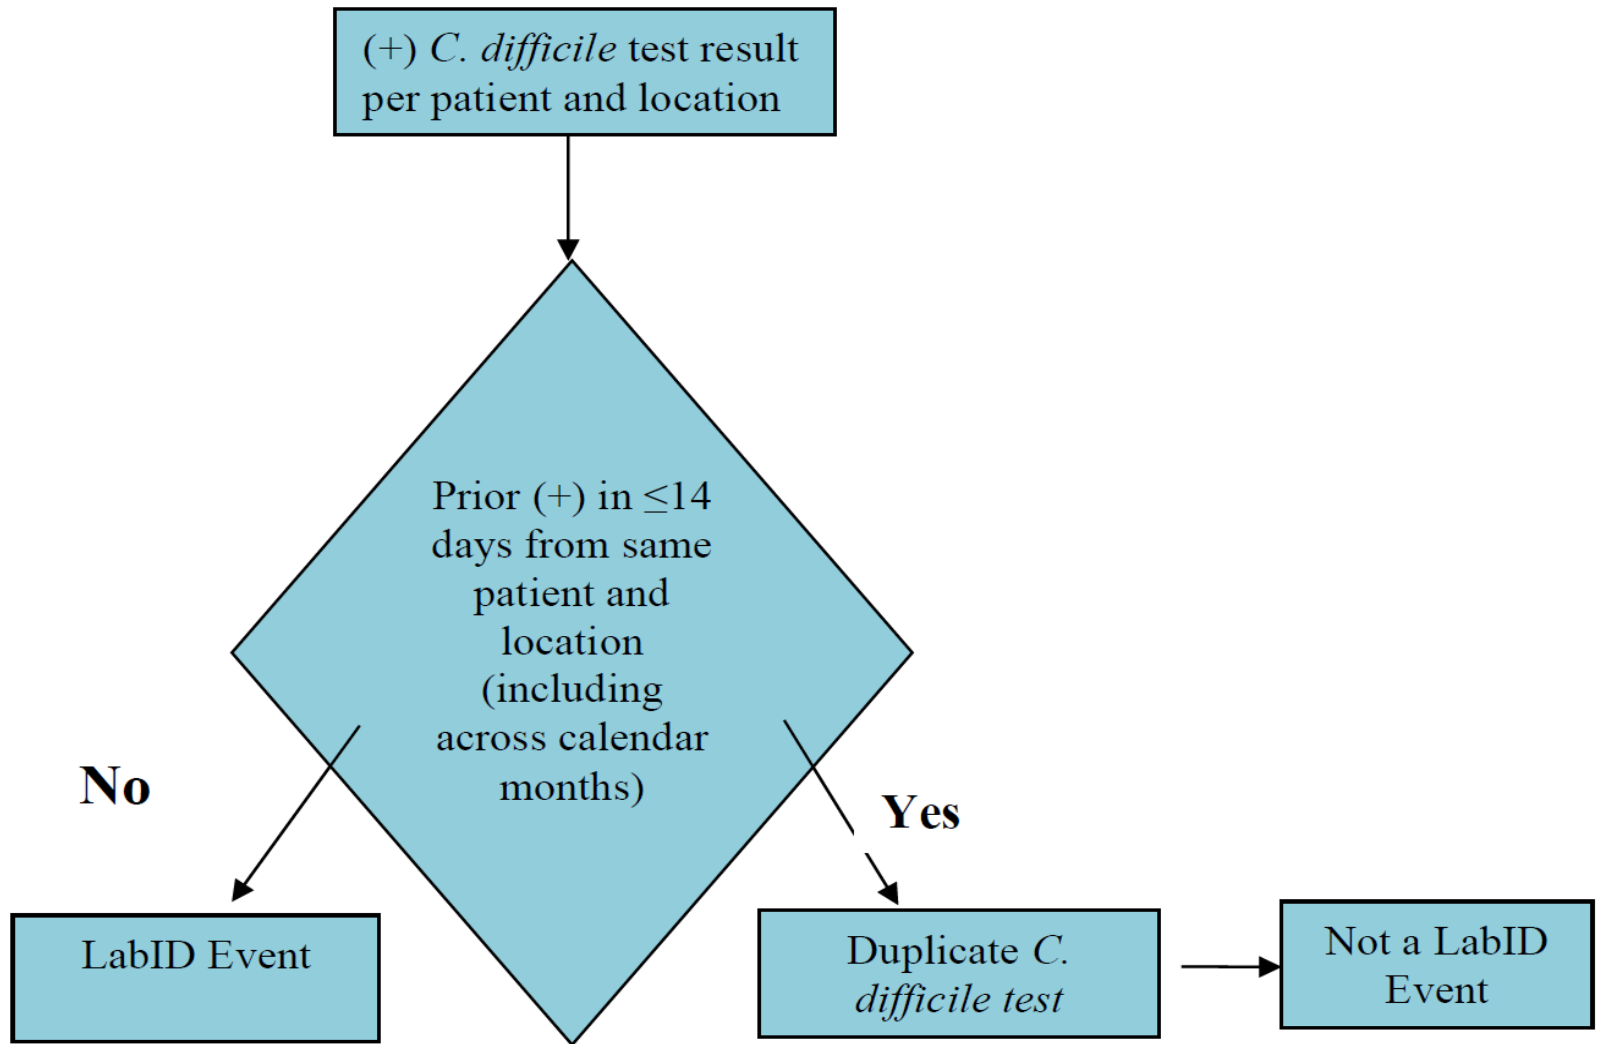 (+) C. difficile test result
per patient and location
Prior (+) in ≤14
days from same
patient and
location
(including
across calendar
months)
No
Yes
LabID Event
Duplicate C.
difficile test
Not a LabID
Event